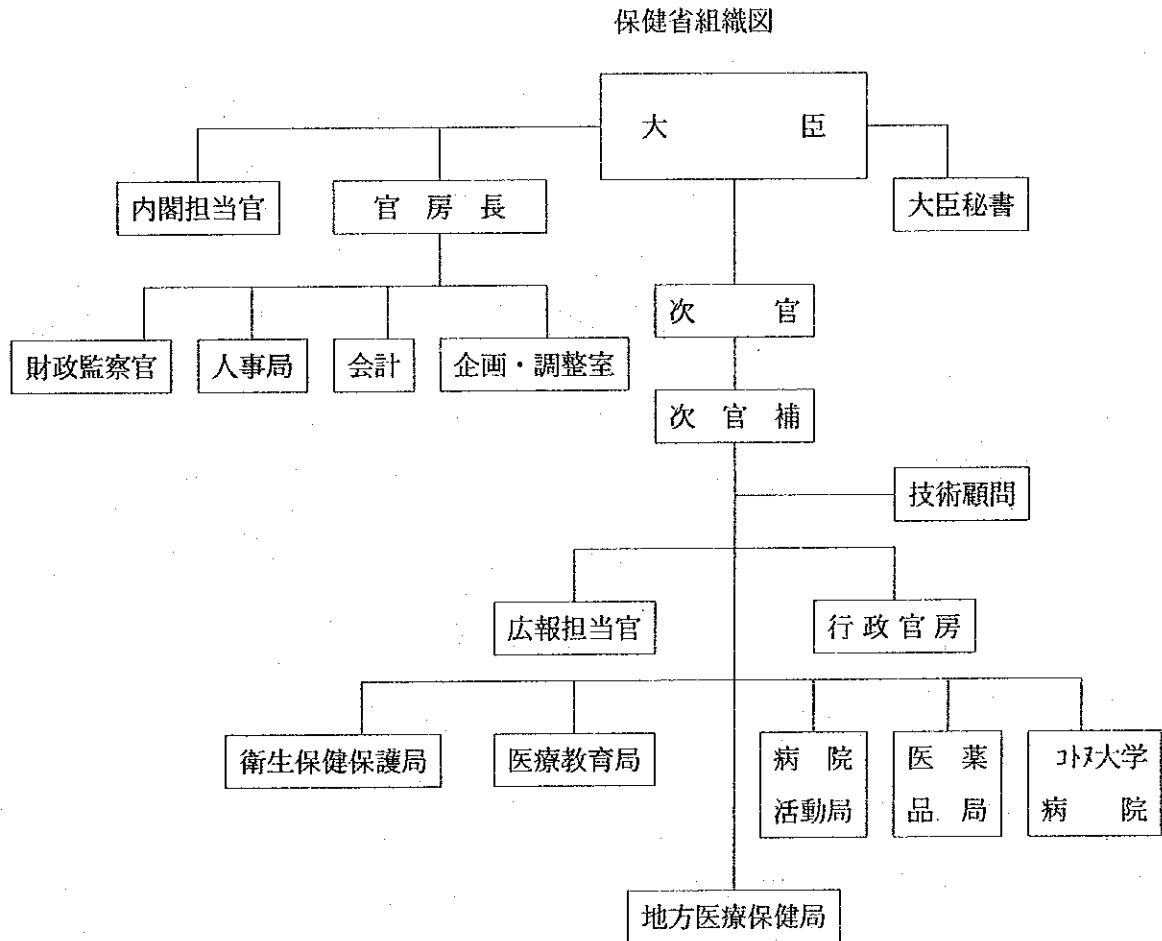 保健省組織図
大臣
内閣担当官
官房長
大臣秘書
次官
財政監察官
人事局
会計
企画・調整室
次官補
技術顧問
広報担当官
行政官房
衛生保健保護局
医療教育局
病院
活動局
医薬
品局
ｺﾄﾇ大学
病院
地方医療保健局